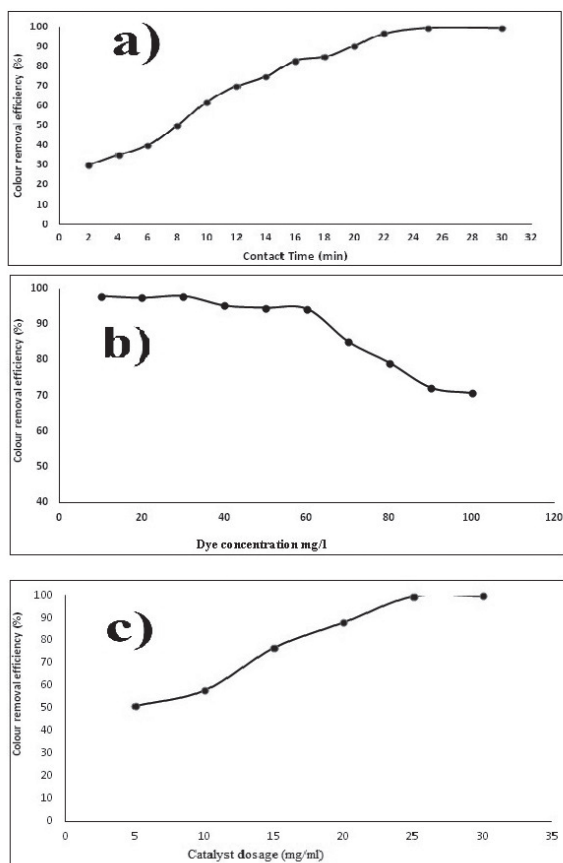 a)
Colour removal efficiency (%)
100
90
80
70
60
50
40
30
20
10
0
0 2 4 6 8 10 12 14 16 18 20 22 24 26 28 30 32
Contact Time (min)
b)
Colour removal efficiency (%)
100
90
80
70
60
50
40
0 20 40 60 80 100 120
Dye concentration mg/l
c)
Colour removal efficiency (%)
100
90
80
70
60
50
40
30
20
10
0
0 5 10 15 20 25 30 35
Catalyst dosage (mg/ml)